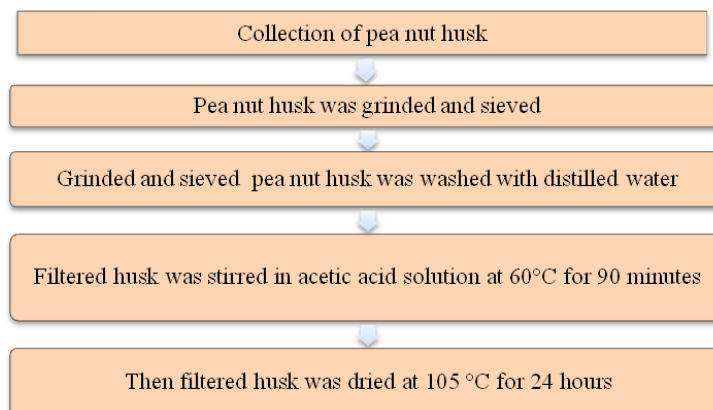 Collection of pea nut husk
Pea nut husk was grinded and sieved
Grinded and sieved pea nut husk was washed with distilled water
Filtered husk was stirred in acetic acid solution at 60°C for 90 minutes
Then filtered husk was dried at 105 °C for 24 hours